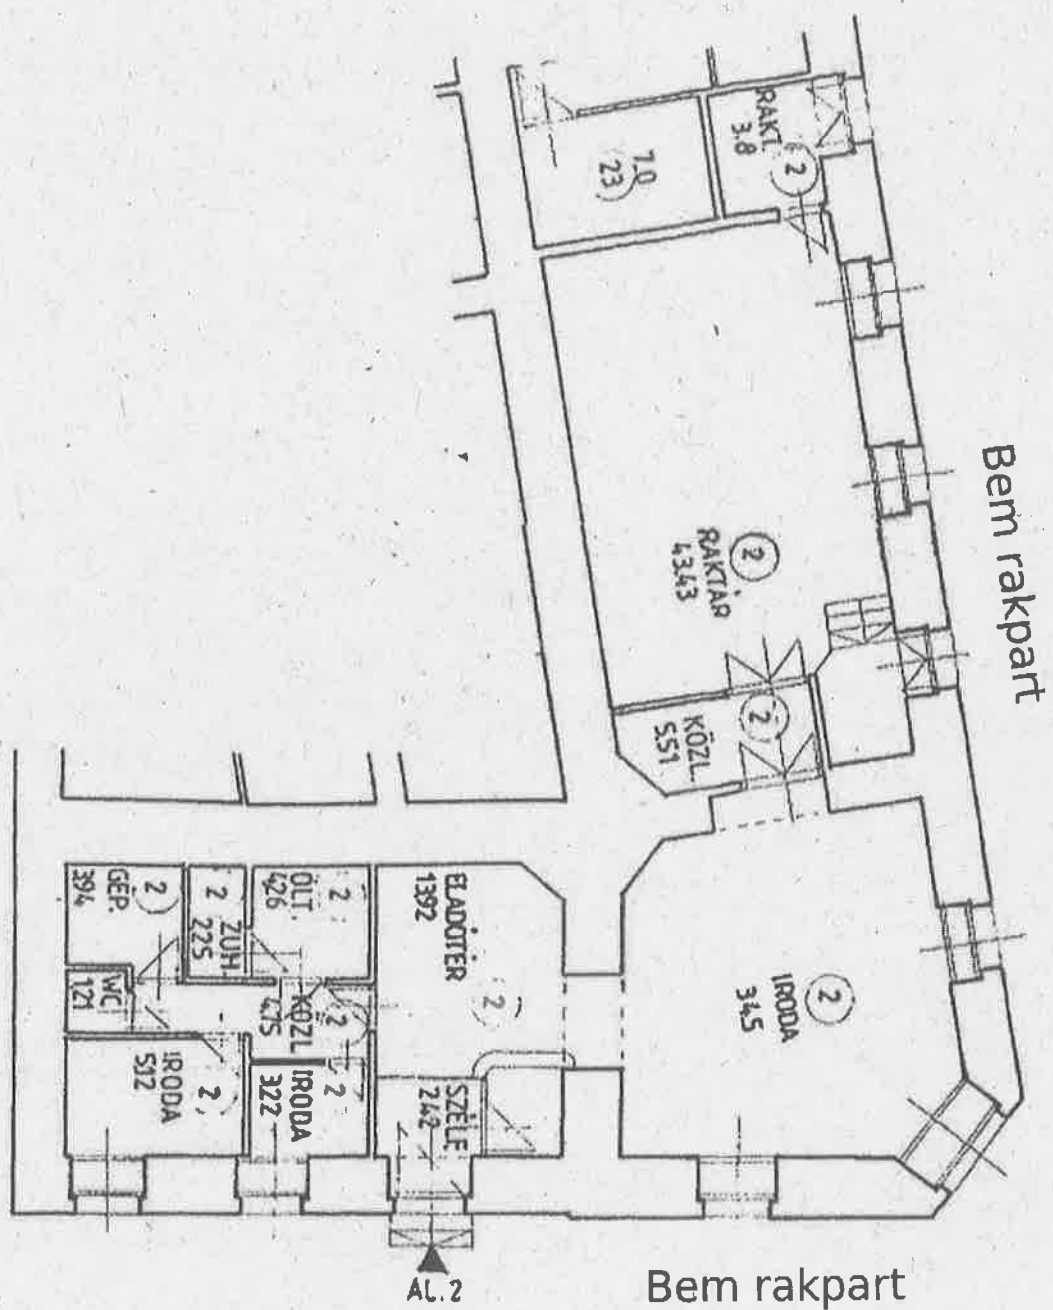 RAKT.
3.8
2
7.0
23
Bem rakpart
2
RAKTÁR
43.43
2
KÖZL.
5.51
2
IRODA
34.5
2
GÉP.
3.94
2
ZUH.
2.25
2
ÖLT.
4.26
ELADÓTÉR
13.92
2
WC
1.21
2
KÖZL
4.75
2
IRODA
5.12
2
IRODA
3.22
SZÉLF.
2.42
AL.2
Bem rakpart